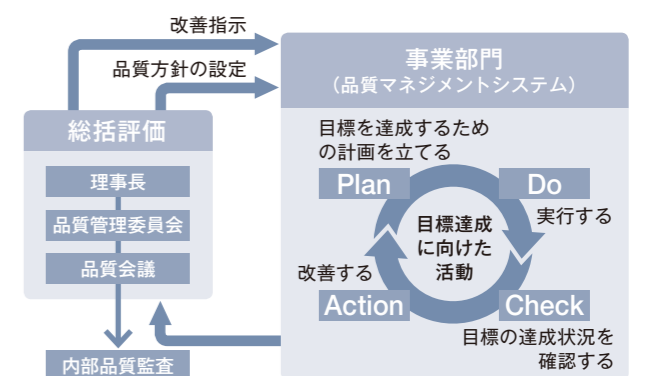 改善指示
品質方針の設定
総括評価
理事長
品質管理委員会
品質会議
内部品質監査
事業部門
（品質マネジメントシステム）
目標を達成するため
の計画を立てる
Plan
Do
実行する
目標達成
に向けた
活動
改善する
Action
Check
目標の達成状況を
確認する